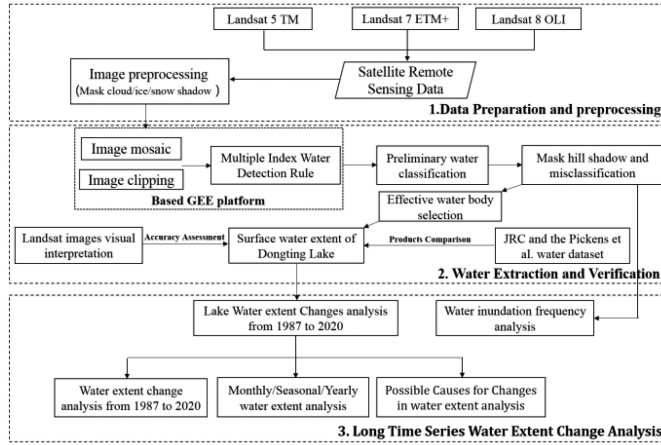 Landsat 5 TM
Landsat 7 ETM+
Landsat 8 OLI
Image preprocessing
(Mask cloud/ice/snow shadow )
Satellite Remote
Sensing Data
1.Data Preparation and preprocessing
Image mosaic
Image clipping
Multiple Index Water
Detection Rule
Based GEE platform
Preliminary water
classification
Mask hill shadow and
misclassification
Effective water body
selection
Landsat images visual
interpretation
Accuracy Assessment
Surface water extent of
Dongting Lake
Products Comparison
JRC and the Pickens et
al. water dataset
2. Water Extraction and Verification
Lake Water extent Changes analysis
from 1987 to 2020
Water inundation frequency
analysis
Water extent change
analysis from 1987 to 2020
Monthly/Seasonal/Yearly
water extent analysis
Possible Causes for Changes
in water extent analysis
3. Long Time Series Water Extent Change Analysis